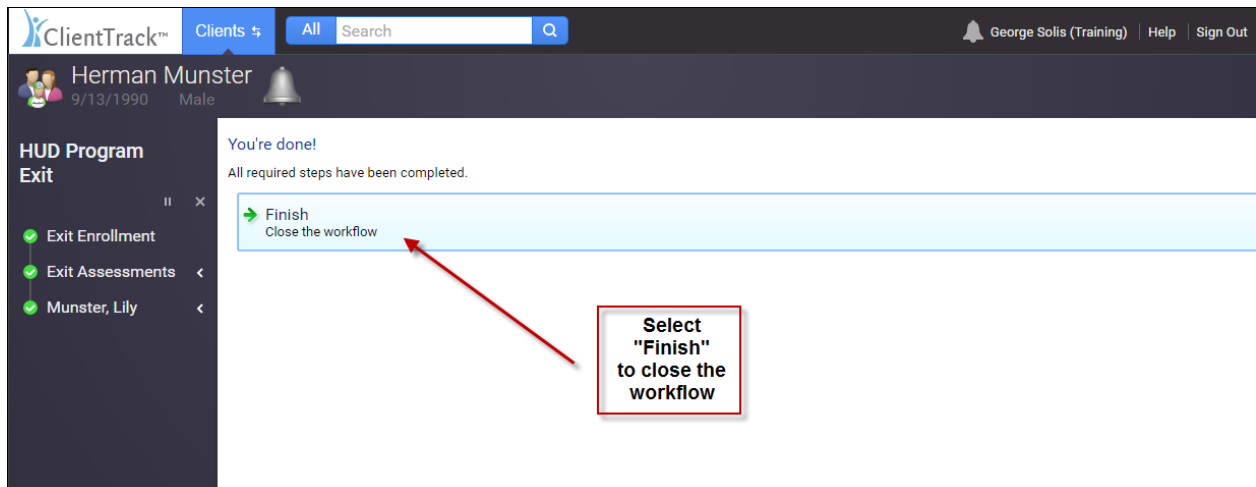 ClientTrack™
Clients
All
Search
George Solis (Training) | Help | Sign Out
Herman Munster
9/13/1990 Male
HUD Program
Exit
Exit Enrollment
Exit Assessments
Munster, Lily
You're done!
All required steps have been completed.
Finish
Close the workflow
Select
"Finish"
to close the
workflow